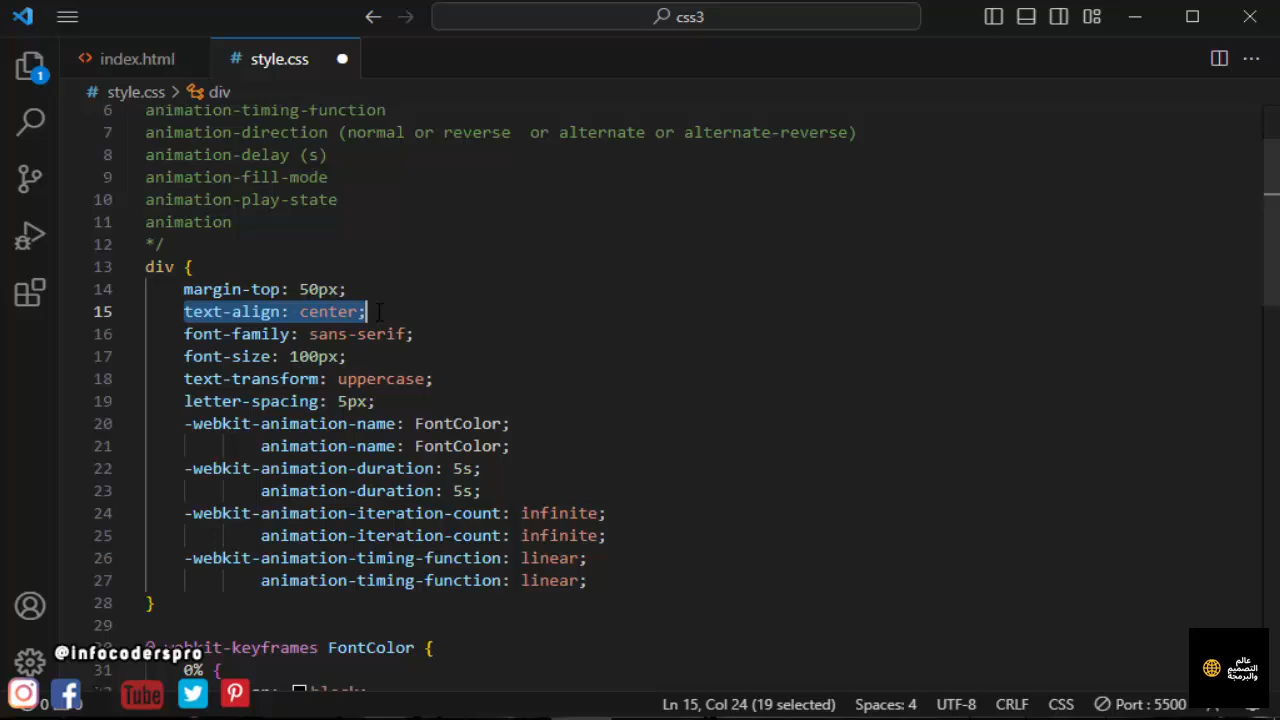 css3
index.html
# style.css
# style.css > div
1
6 animation-timing-function
7 animation-direction (normal or reverse  or alternate or alternate-reverse)
8 animation-delay (s)
9 animation-fill-mode
10 animation-play-state
11 animation
12 */
13 div {
14 margin-top: 50px;
15 text-align: center;
16 font-family: sans-serif;
17 font-size: 100px;
18 text-transform: uppercase;
19 letter-spacing: 5px;
20 -webkit-animation-name: FontColor;
21 animation-name: FontColor;
22 -webkit-animation-duration: 5s;
23 animation-duration: 5s;
24 -webkit-animation-iteration-count: infinite;
25 animation-iteration-count: infinite;
26 -webkit-animation-timing-function: linear;
27 animation-timing-function: linear;
28 }
29
webkit-keyframes FontColor {
31 0% {
@infocoderspro
Tube
عالم
التصميم
والبرمجة
Ln 15, Col 24 (19 selected) Spaces: 4 UTF-8 CRLF CSS Port : 5500